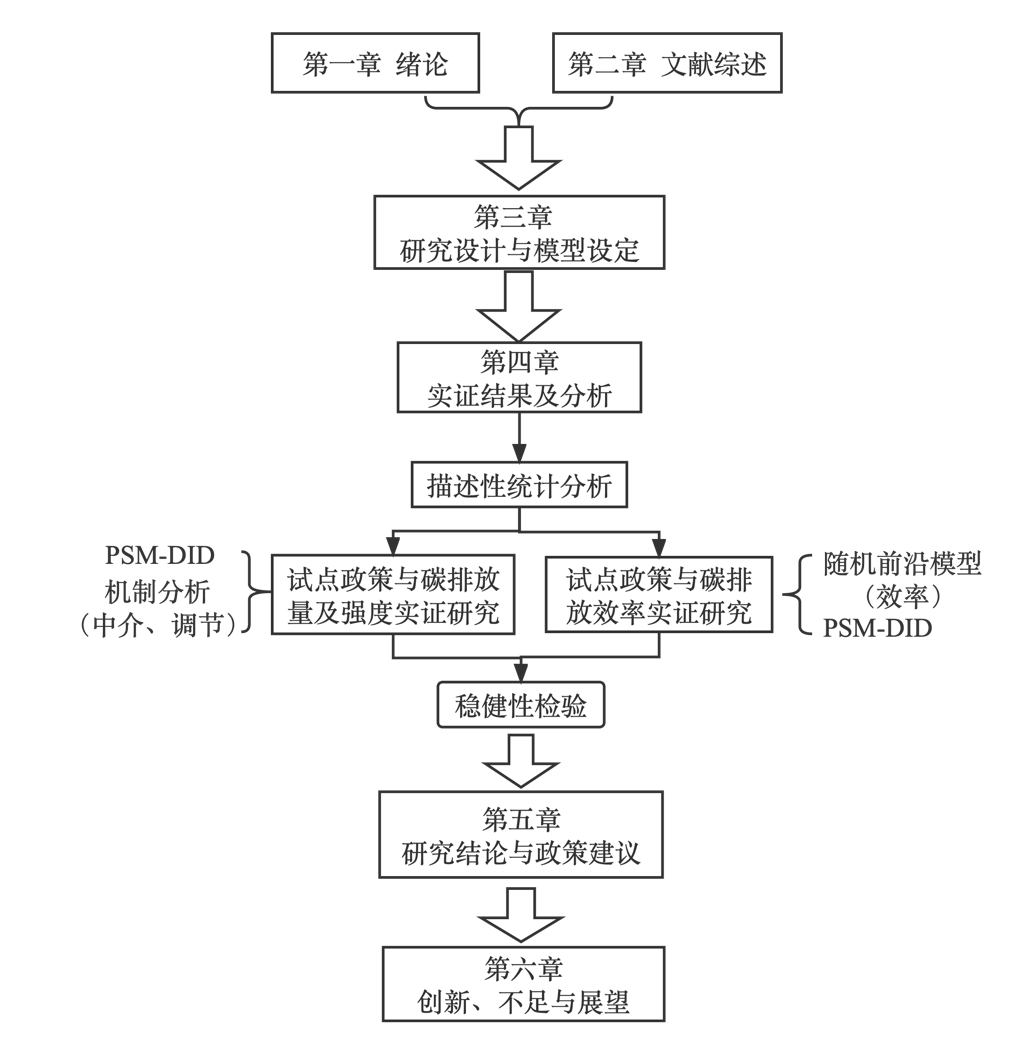 第一章 绪论
第二章 文献综述
第三章
研究设计与模型设定
第四章
实证结果及分析
描述性统计分析
PSM-DID
机制分析
（中介、调节）
试点政策与碳排放
量及强度实证研究
试点政策与碳排
放效率实证研究
随机前沿模型
（效率）
PSM-DID
稳健性检验
第五章
研究结论与政策建议
第六章
创新、不足与展望